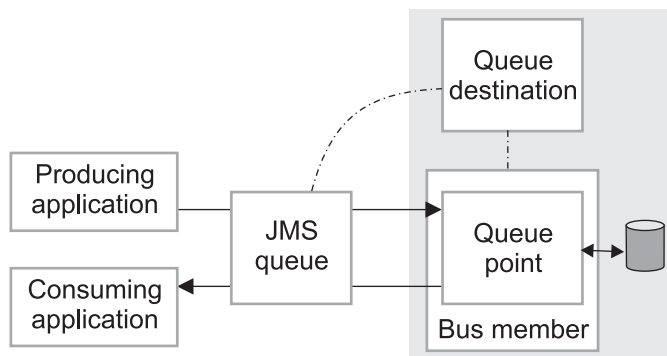 Queue
destination
Producing
application
JMS
queue
Queue
point
Consuming
application
Bus member